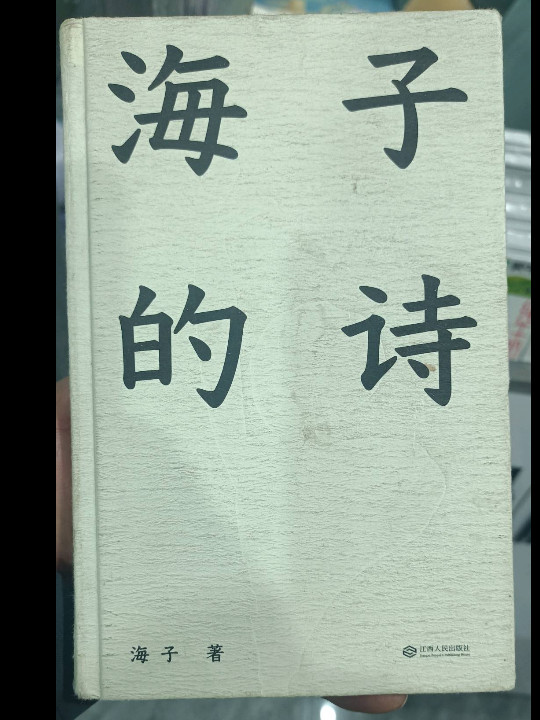 海子
的诗
海子 著
江西人民出版社